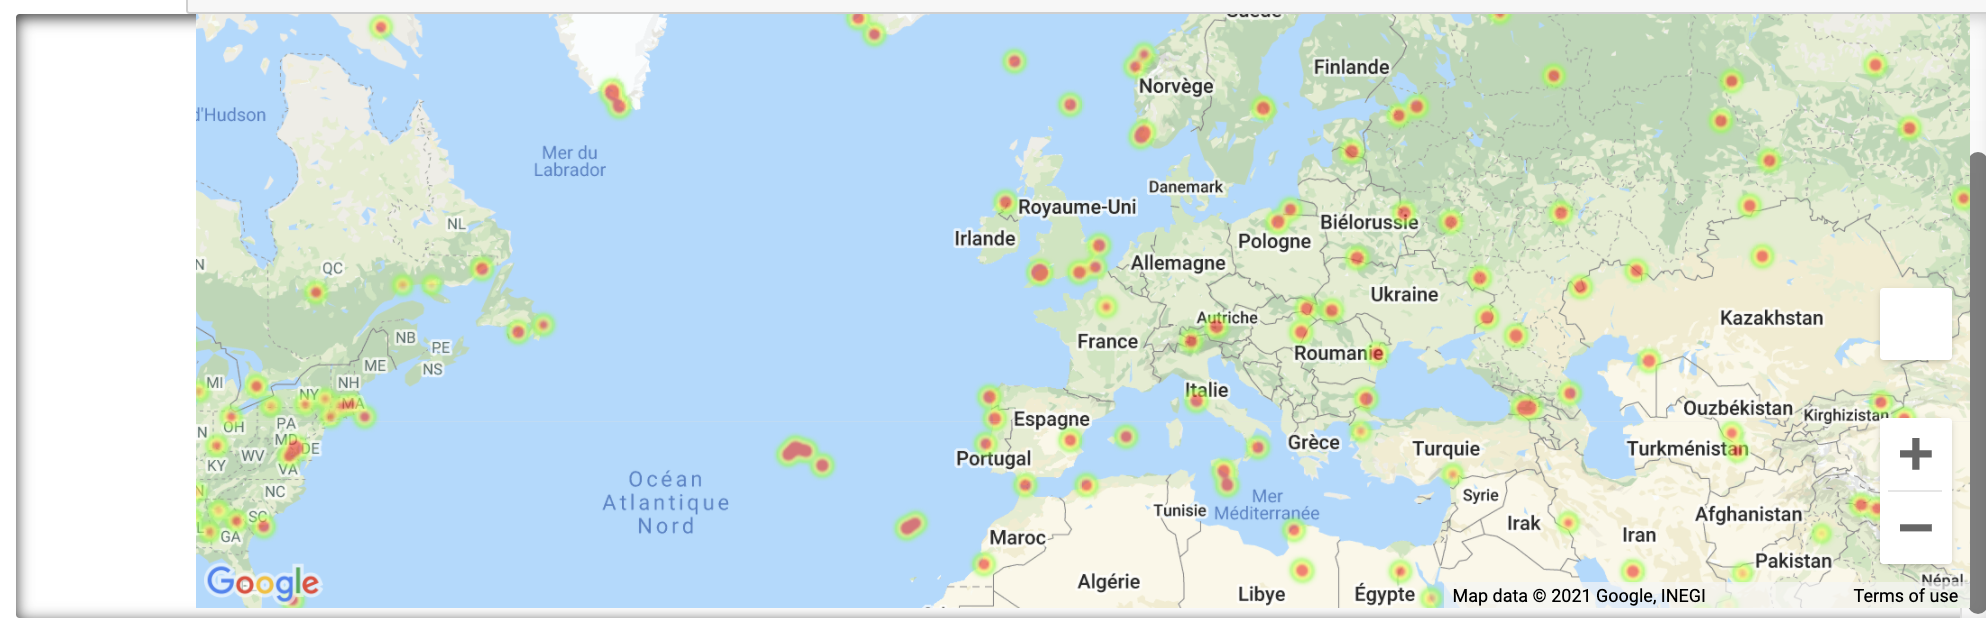 Suède
Finlande
Norvège
d'Hudson
Mer du
Labrador
Danemark
NL
Royaume-Uni
Biélorussie
Irlande
Pologne
N
QC
Allemagne
Ukraine
Autriche
Kazakhstan
NB
PE
France
Roumanie
ME
NS
MI
NH
Italie
NY
MA
Ouzbékistan
Kirghizistan
OH
PA
Espagne
N
MD
DE
Grèce
Turquie
Turkménistan
WV
Portugal
KY
VA
Océan
Atlantique
Nord
N
NC
Mer
Méditerranée
Syrie
Tunisie
SC
Irak
Afghanistan
L
GA
Maroc
Iran
Pakistan
Google
Algérie
Libye
Égypte
Népal
Map data © 2021 Google, INEGI
Terms of use